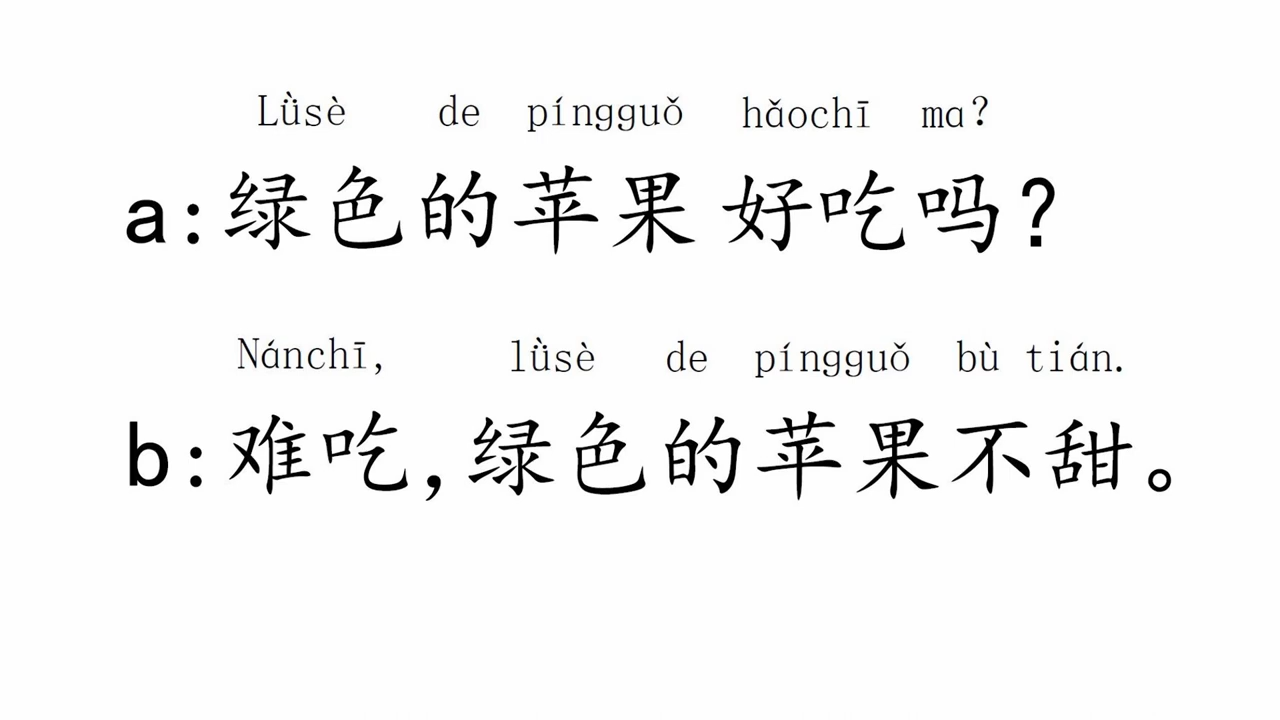 Lǜsè de píngguǒ hǎochī ma?
a:绿色的苹果 好吃吗?
Nánchī, lǜsè de píngguǒ bù tián.
b:难吃,绿色的苹果不甜。